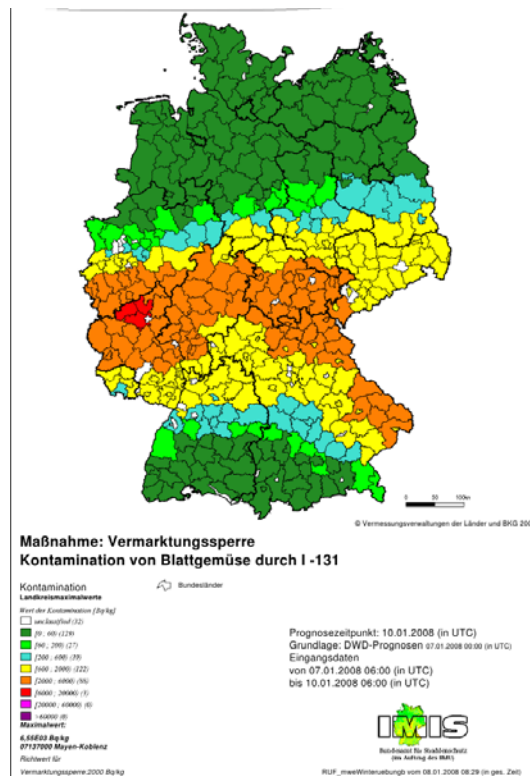 0 50 100km
© Vermessungsverwaltungen der Länder und BKG 200
Maßnahme: Vermarktungssperre
Kontamination von Blattgemüse durch I -131
Kontamination
Landkreismaximalwerte
Bundesländer
Wert der Kontamination [Bq/kg]
unclassified (32)
[0 ; 60) (129)
[60 ; 200) (27)
[200 ; 600) (39)
[600 ; 2000) (122)
[2000 ; 6000)
[6000 ; 20000) (3)
[20000 ; 60000) (0)
>60000 (0)
Maximalwert:
6,55E03 Bq/kg
07137000 Mayen-Koblenz
Richtwert für
Vermarktungssperre:2000 Bq/kg
Prognosezeitpunkt: 10.01.2008 (in UTC)
Grundlage: DWD-Prognosen 07.01.2008 00:00 (in UTC)
Eingangsdaten
von 07.01.2008 06:00 (in UTC)
bis 10.01.2008 06:00 (in UTC)
IMIS
Bundesamt für Strahlenschutz
(im Auftrag des BMU)
RUF_mweWinteruebungb vom 08.01.2008 08:29 (in ges. Zeit)